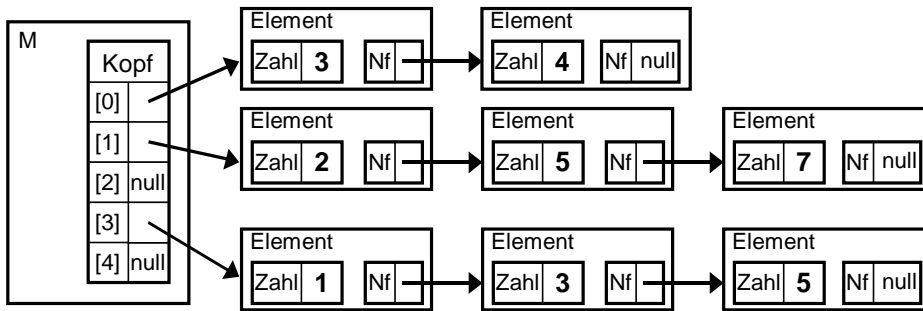 M
Kopf
[0]
[1]
[2] null
[3]
[4] null
Element Element
Zahl 3 Nf Zahl 4 Nf null
Element Element Element
Zahl 2 Nf Zahl 5 Nf Zahl 7 Nf null
Element Element Element
Zahl 1 Nf Zahl 3 Nf Zahl 5 Nf null